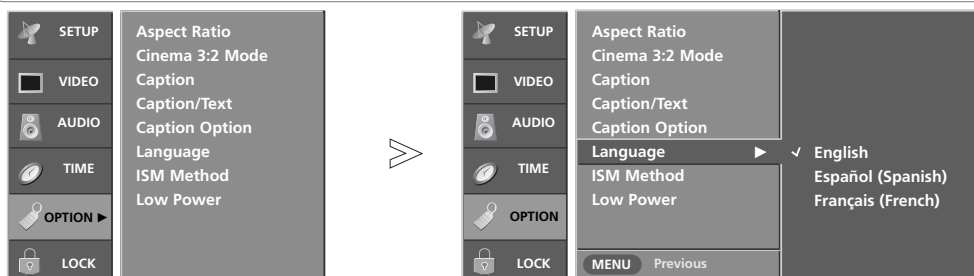 SETUP
VIDEO
AUDIO
TIME
OPTION ►
LOCK
Aspect Ratio
Cinema 3:2 Mode
Caption
Caption/Text
Caption Option
Language
ISM Method
Low Power
SETUP
VIDEO
AUDIO
TIME
OPTION
LOCK
Aspect Ratio
Cinema 3:2 Mode
Caption
Caption/Text
Caption Option
Language ►
ISM Method
Low Power
MENU Previous
✓ English
Español (Spanish)
Français (French)